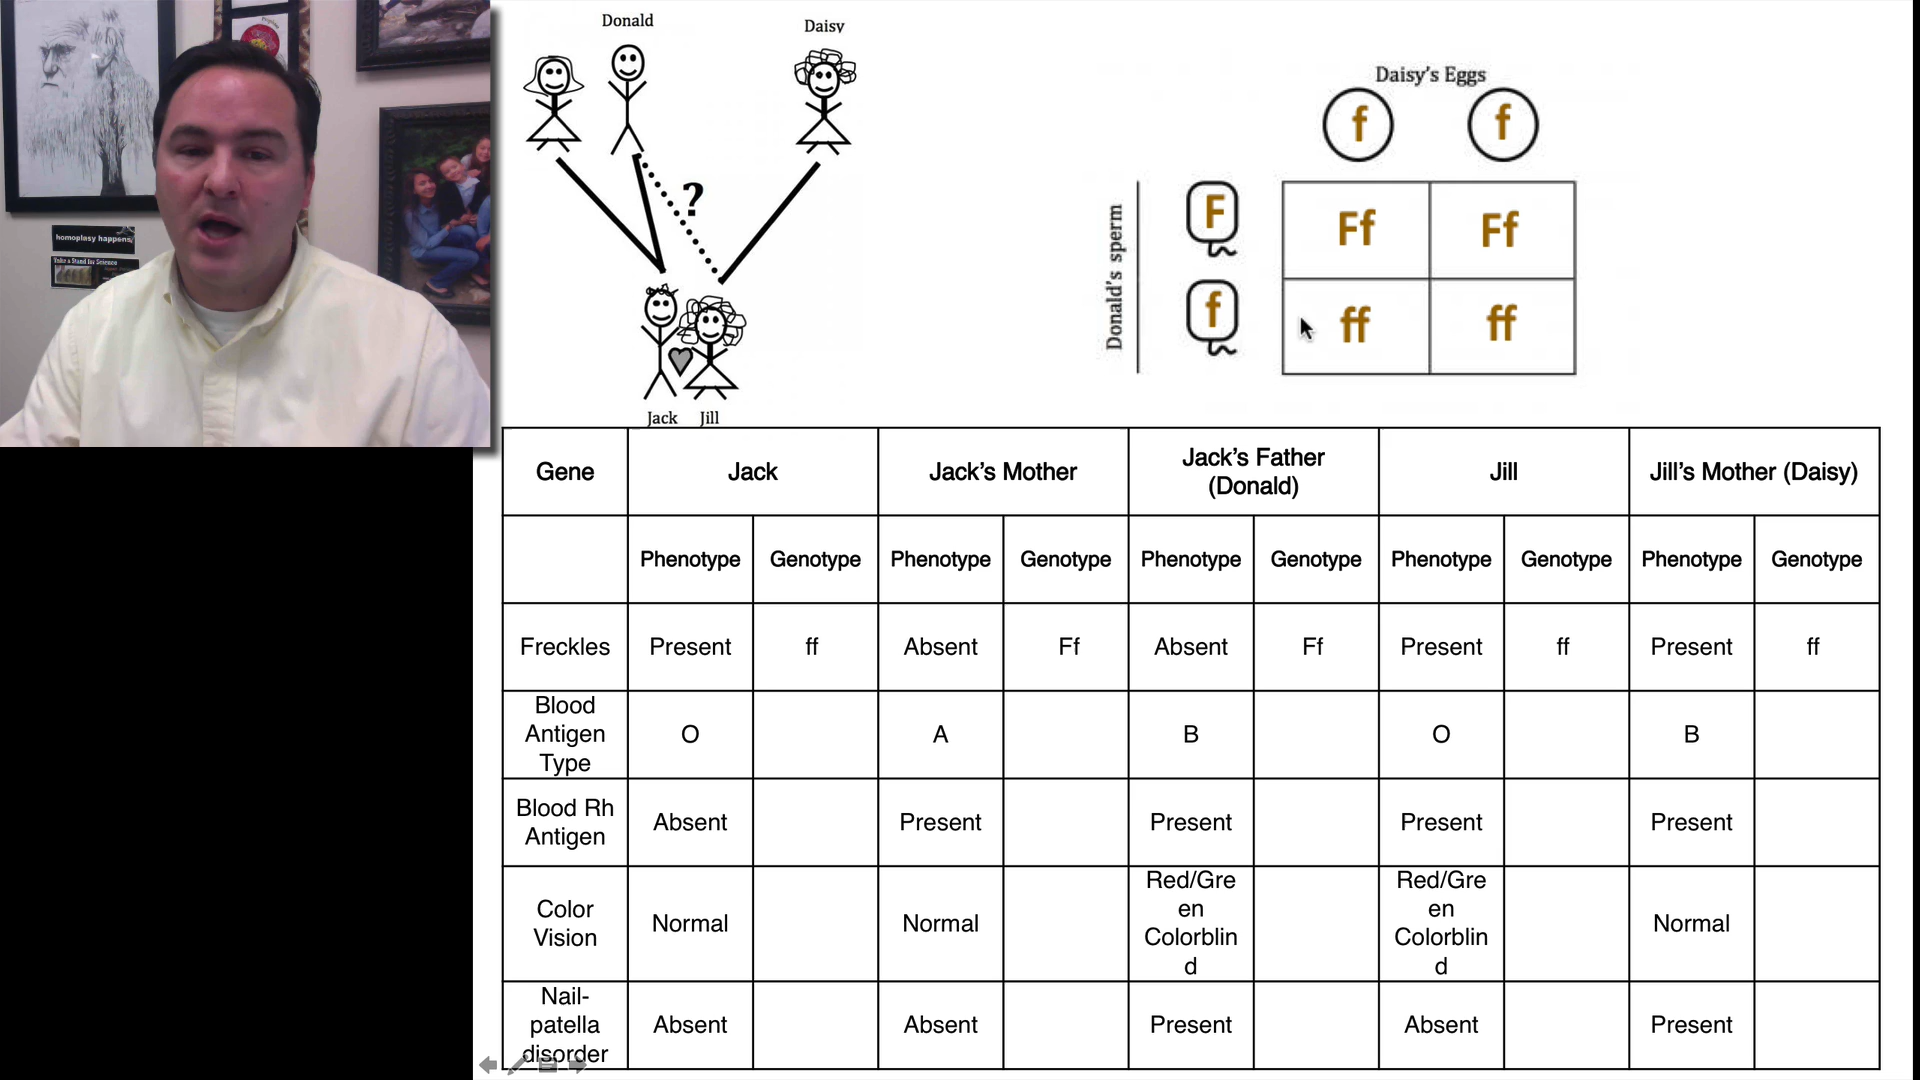 homoplasy happens
Take a Stand for Science
Donald
Daisy
?
Jack Jill
Daisy's Eggs
f f
Donald's sperm
F Ff Ff
f ff ff
Gene Jack Jack's Mother Jack's Father (Donald) Jill Jill's Mother (Daisy)
Phenotype Genotype Phenotype Genotype Phenotype Genotype Phenotype Genotype Phenotype Genotype
Freckles Present ff Absent Ff Absent Ff Present ff Present ff
Blood Antigen Type O A B O B
Blood Rh Antigen Absent Present Present Present Present
Color Vision Normal Normal Red/Gre en Colorblin d Red/Gre en Colorblin d Normal
Nail- patella disorder Absent Absent Present Absent Present